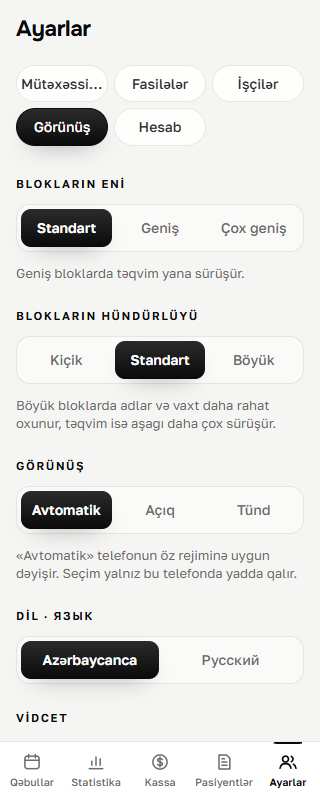 Ayarlar
Mütəxəssi...
Fasilələr
İşçilər
Görünüş
Hesab
BLOKLARIN ENİ
Standart
Geniş
Çox geniş
Geniş bloklarda təqvim yana sürüşür.
BLOKLARIN HÜNDÜRLÜYÜ
Kiçik
Standart
Böyük
Böyük bloklarda adlar və vaxt daha rahat
oxunur, təqvim isə aşağı daha çox sürüşür.
GÖRÜNÜŞ
Avtomatik
Açıq
Tünd
«Avtomatik» telefonun öz rejiminə uyğun
dəyişir. Seçim yalnız bu telefonda yadda qalır.
DİL · ЯЗЫК
Azərbaycanca
Русский
VİDCET
Qəbullar
Statistika
Kassa
Pasiyentlər
Ayarlar